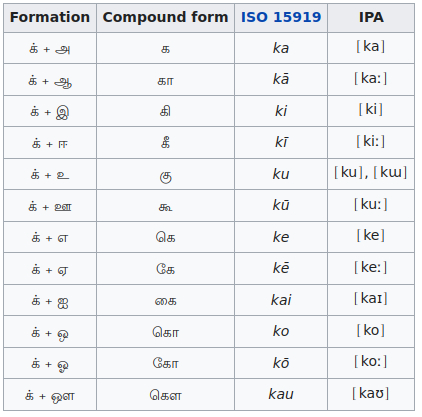 Formation Compound form ISO 15919 IPA
க் + அ க ka [ka]
க் + ஆ கா kā [kaː]
க் + இ கி ki [ki]
க் + ஈ கீ kī [kiː]
க் + உ கு ku [ku], [kɯ]
க் + ஊ கூ kū [kuː]
க் + எ கெ ke [ke]
க் + ஏ கே kē [keː]
க் + ஐ கை kai [kaɪ]
க் + ஒ கொ ko [ko]
க் + ஓ கோ kō [koː]
க் + ஔ கௌ kau [kaʊ]